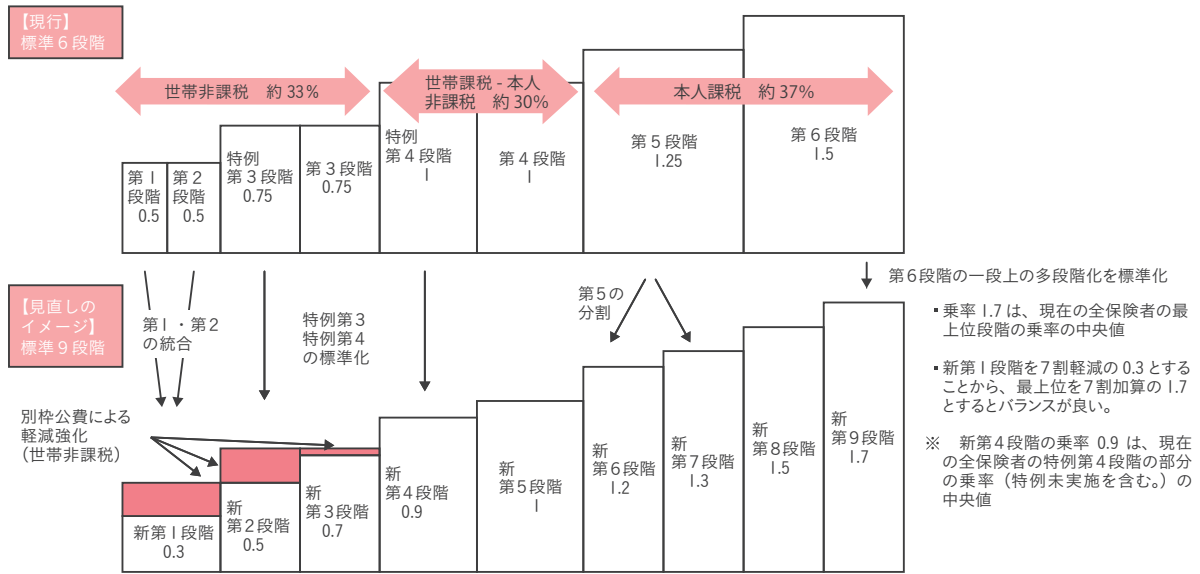 【現行】
標準６段階
世帯非課税　約33％
世帯課税 - 本人
非課税　約30％
本人課税　約37％
第１
段階
0.5
第２
段階
0.5
特例
第３段階
0.75
第３段階
0.75
特例
第４段階
1
第４段階
1
第５段階
1.25
第６段階
1.5
【見直しの
イメージ】
標準９段階
第１・第２
の統合
特例第３
特例第４
の標準化
第５の
分割
第６段階の一段上の多段階化を標準化
別枠公費による
軽減強化
（世帯非課税）
新第１段階
0.3
新
第２段階
0.5
新
第３段階
0.7
新
第４段階
0.9
新
第５段階
1
新
第６段階
1.2
新
第７段階
1.3
新
第８段階
1.5
新
第９段階
1.7
▪乗率1.7は、現在の全保険者の最
上位段階の乗率の中央値
▪新第１段階を７割軽減の0.3とする
ことから、最上位を７割加算の1.7
とするとバランスが良い。
※　新第４段階の乗率 0.9 は、現在
の全保険者の特例第４段階の部分
の乗率（特例未実施を含む。）の
中央値